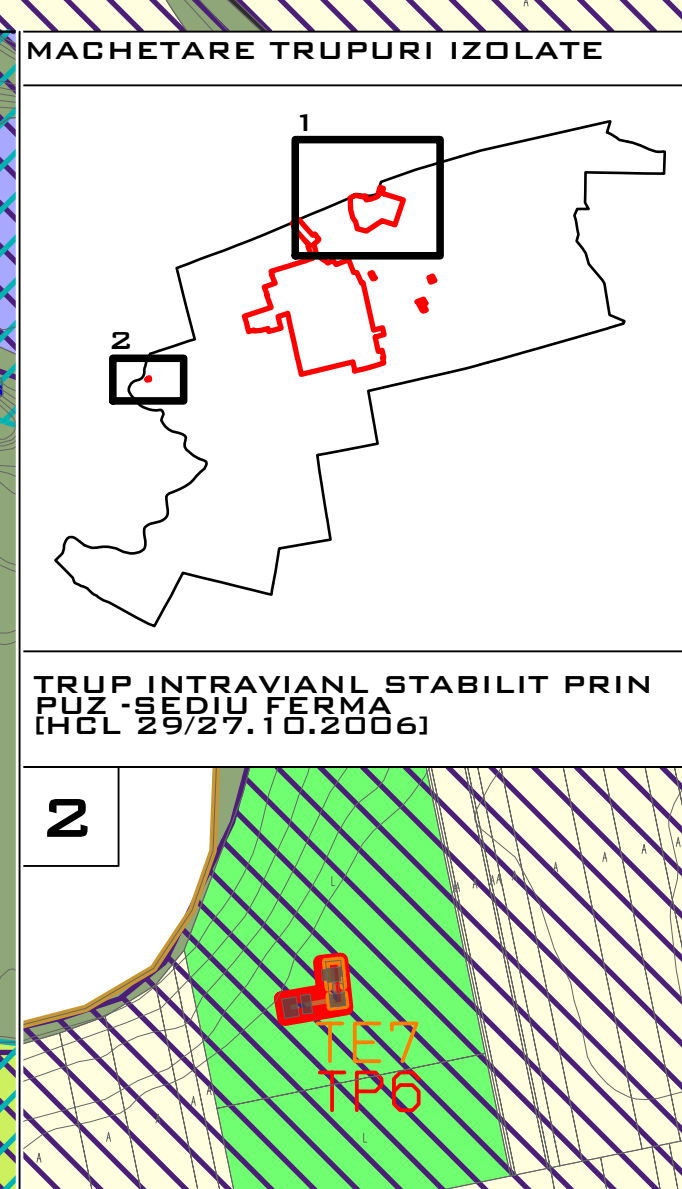 A
MACHETARE TRUPURI IZOLATE
1
2
TRUP INTRAVIANL STABILIT PRIN
PUZ -SEDIU FERMA
[HCL 29/27.10.2006]
2
L
A
A
A
A
A
A
A
A
TE7
TP6
A
A
A
A
L
A